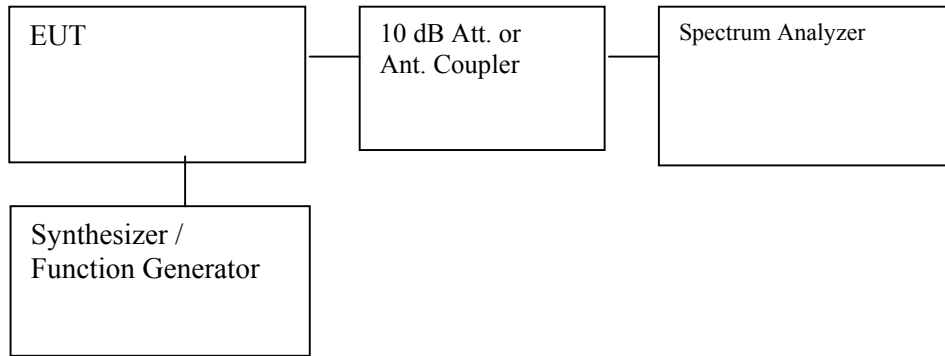 EUT
10 dB Att. or
Ant. Coupler
Spectrum Analyzer
Synthesizer /
Function Generator